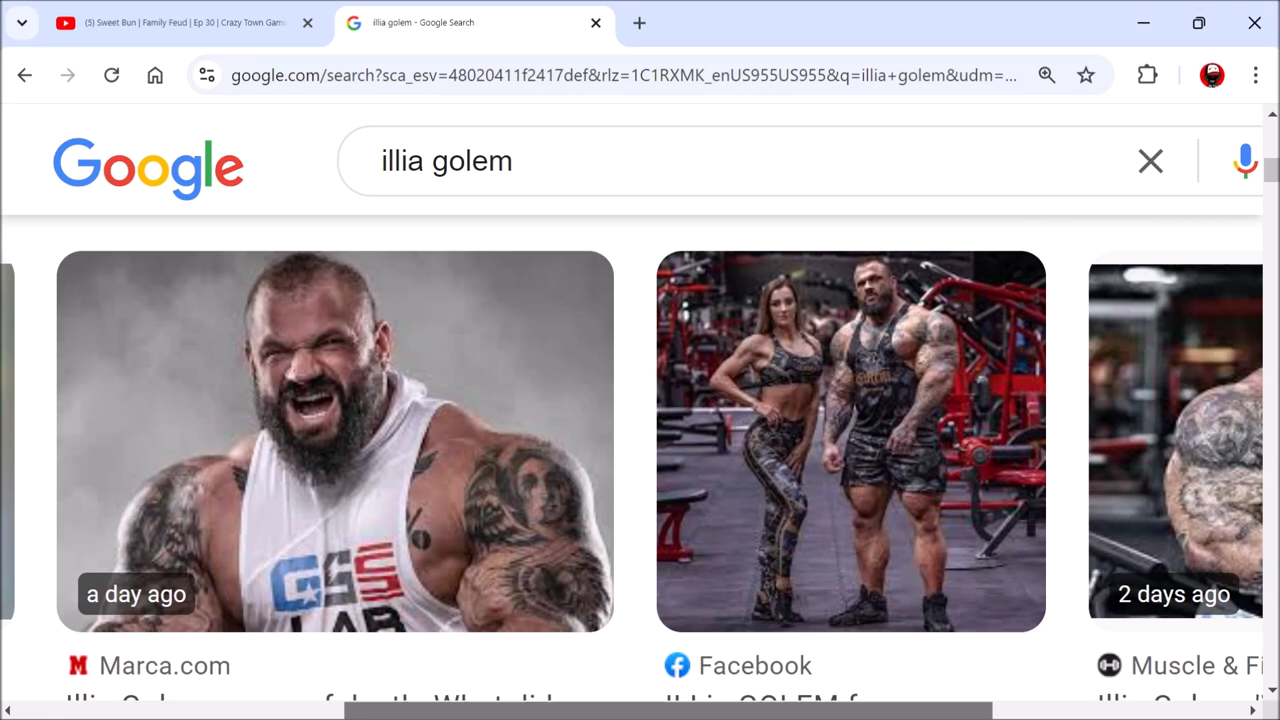 (5) Sweet Bun | Family Feud | Ep 30 | Crazy Town Gam
illia golem - Google Search
google.com/search?sca_esv=48020411f2417def&rlz=1C1RXMK_enUS955US955&q=illia+golem&udm=...
Google
illia golem
GSS
LAB
a day ago
2 days ago
Marca.com
Facebook
Muscle & Fi